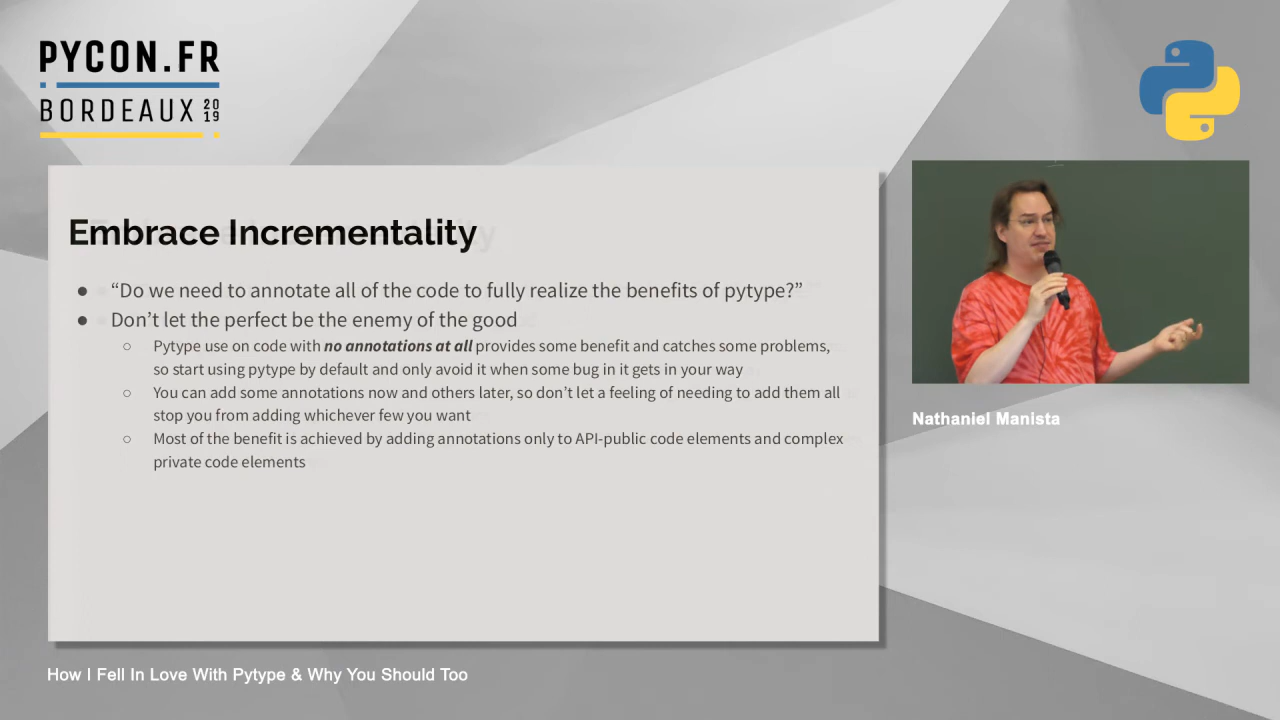 PYCON.FR
BORDEAUX 2019
Embrace Incrementality
● “Do we need to annotate all of the code to fully realize the benefits of pytype?”
● Don’t let the perfect be the enemy of the good
○ Pytype use on code with no annotations at all provides some benefit and catches some problems,
so start using pytype by default and only avoid it when some bug in it gets in your way
○ You can add some annotations now and others later, so don’t let a feeling of needing to add them all
stop you from adding whichever few you want
○ Most of the benefit is achieved by adding annotations only to API-public code elements and complex
private code elements
Nathaniel Manista
How I Fell In Love With Pytype & Why You Should Too